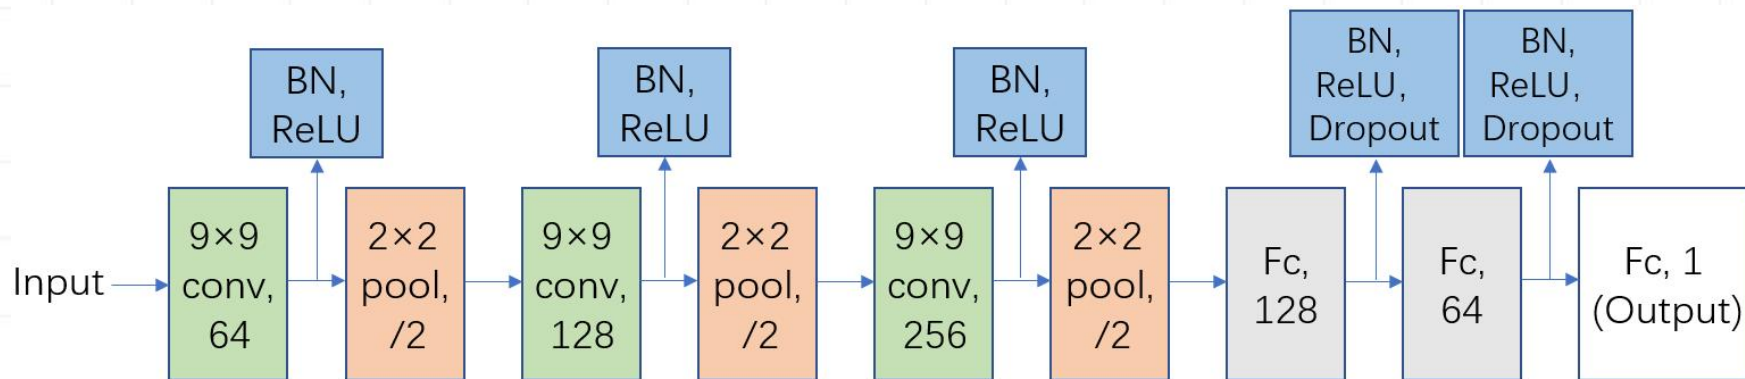 BN,
ReLU
BN,
ReLU
BN,
ReLU
BN,
ReLU,
Dropout
BN,
ReLU,
Dropout
Input
9×9
conv,
64
2×2
pool,
/2
9×9
conv,
128
2×2
pool,
/2
9×9
conv,
256
2×2
pool,
/2
Fc,
128
Fc,
64
Fc, 1
(Output)